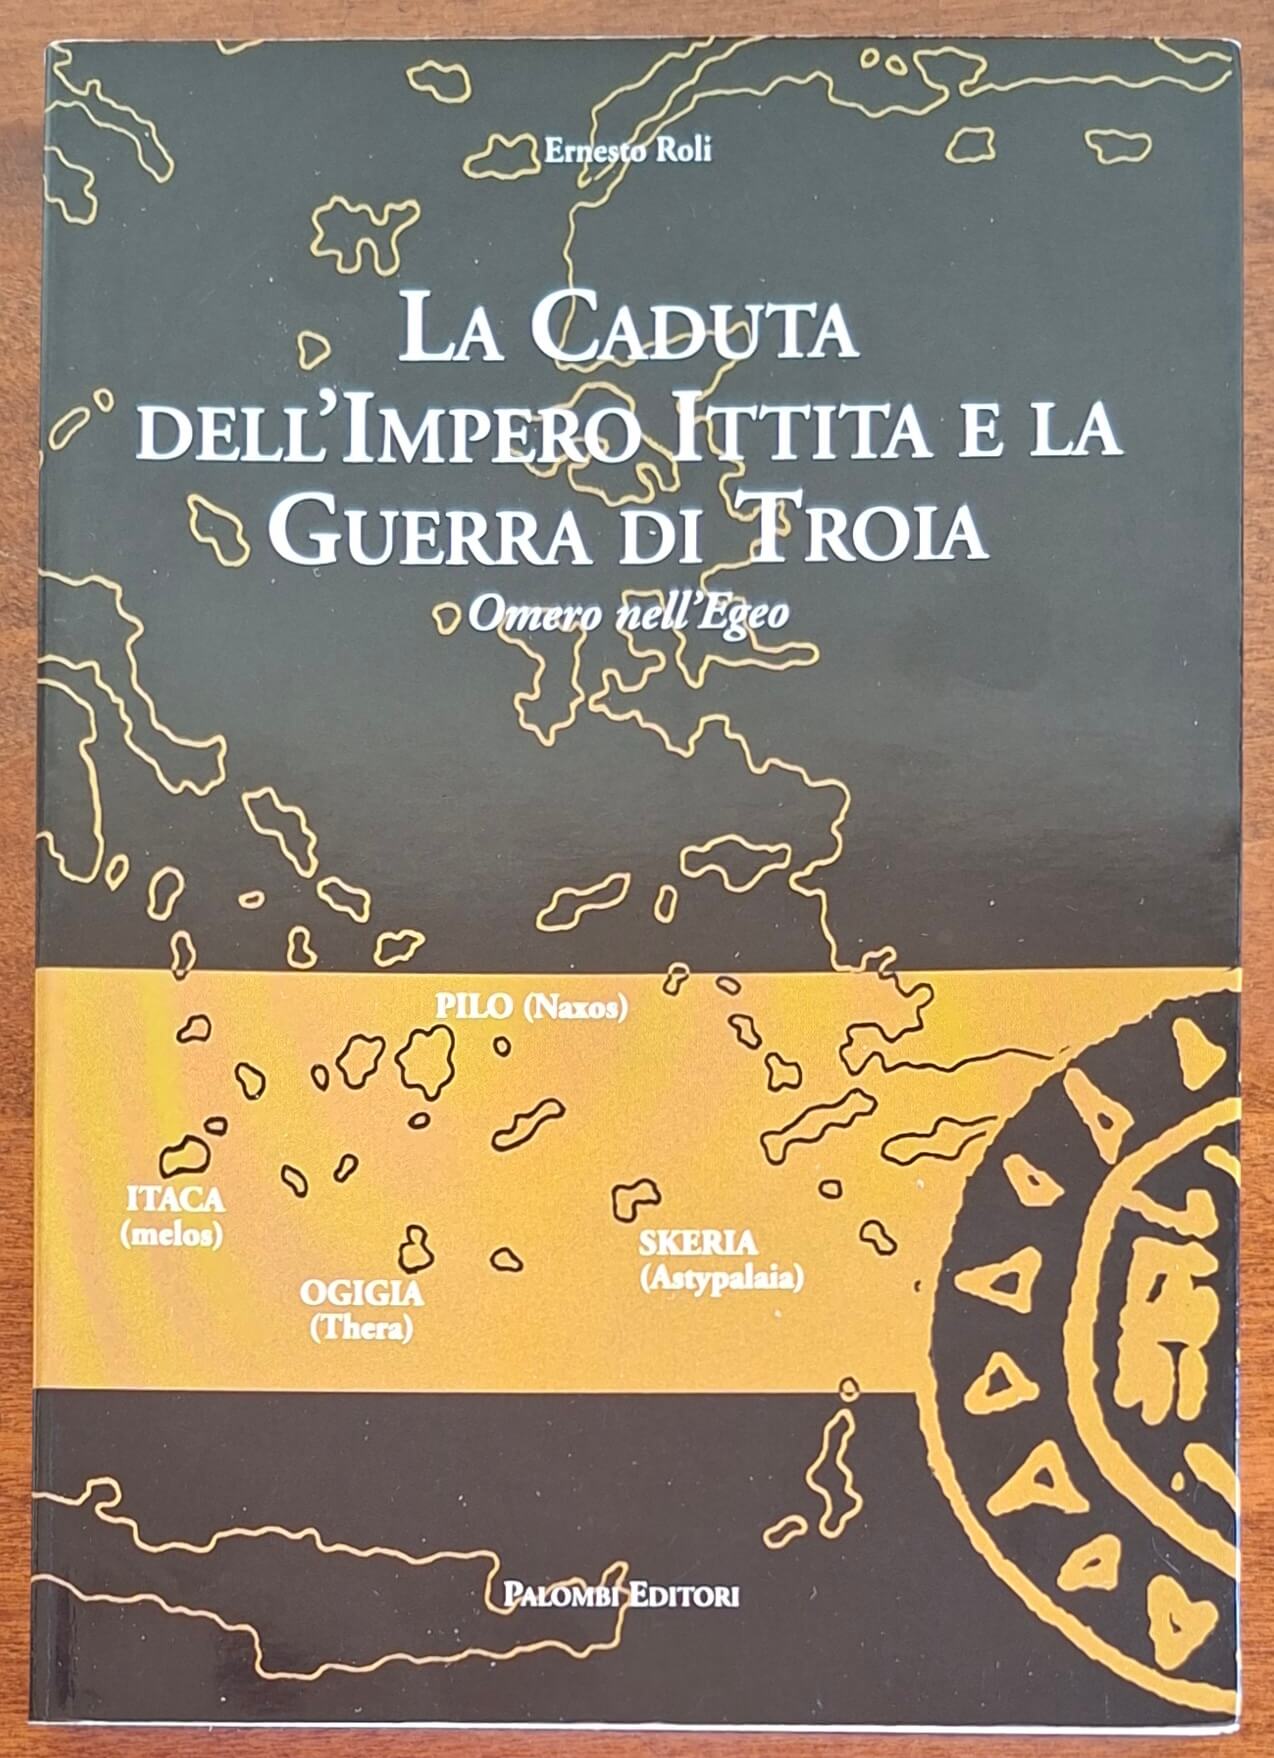 Ernesto Roli
LA CADUTA
DELL'IMPERO ITTITA E LA
GUERRA DI TROIA
Omero nell'Egeo
PILO (Naxos)
ITACA
(melos)
SKERIA
(Astypalaia)
OGIGIA
(Thera)
PALOMBI EDITORI